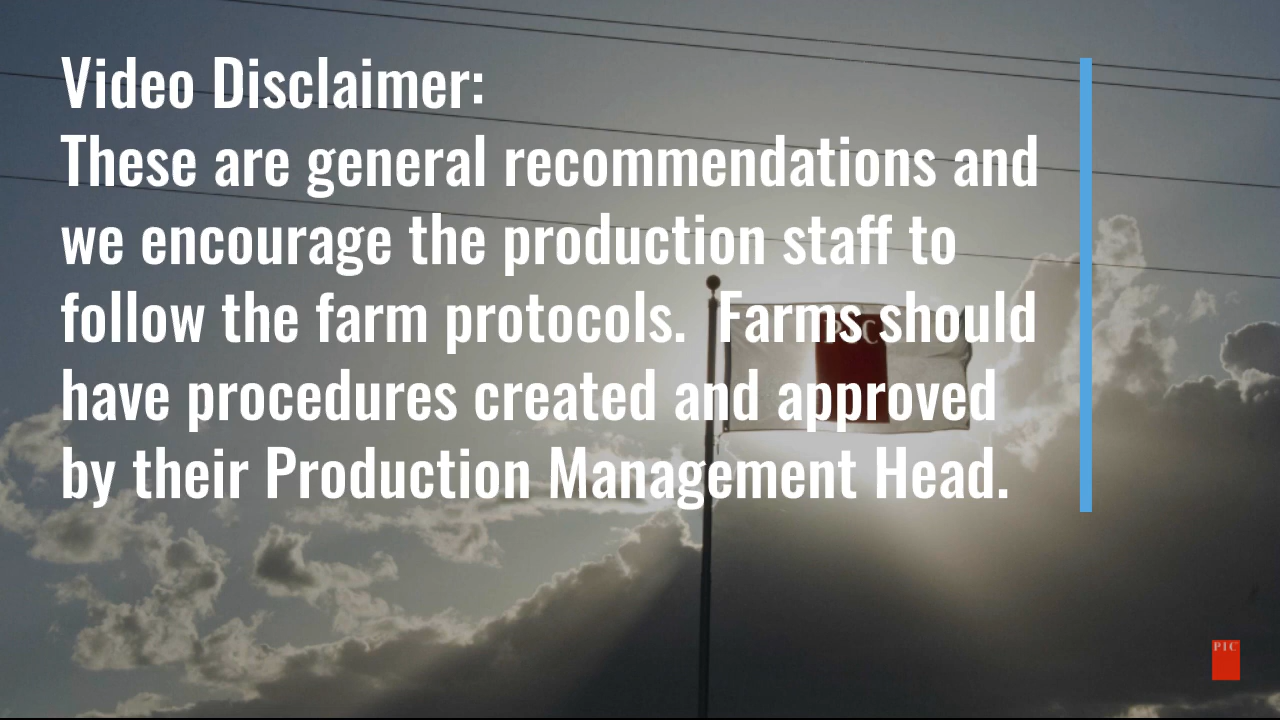 Video Disclaimer:
These are general recommendations and
we encourage the production staff to
follow the farm protocols.  Farms should
have procedures created and approved
by their Production Management Head.
PIC
PIC